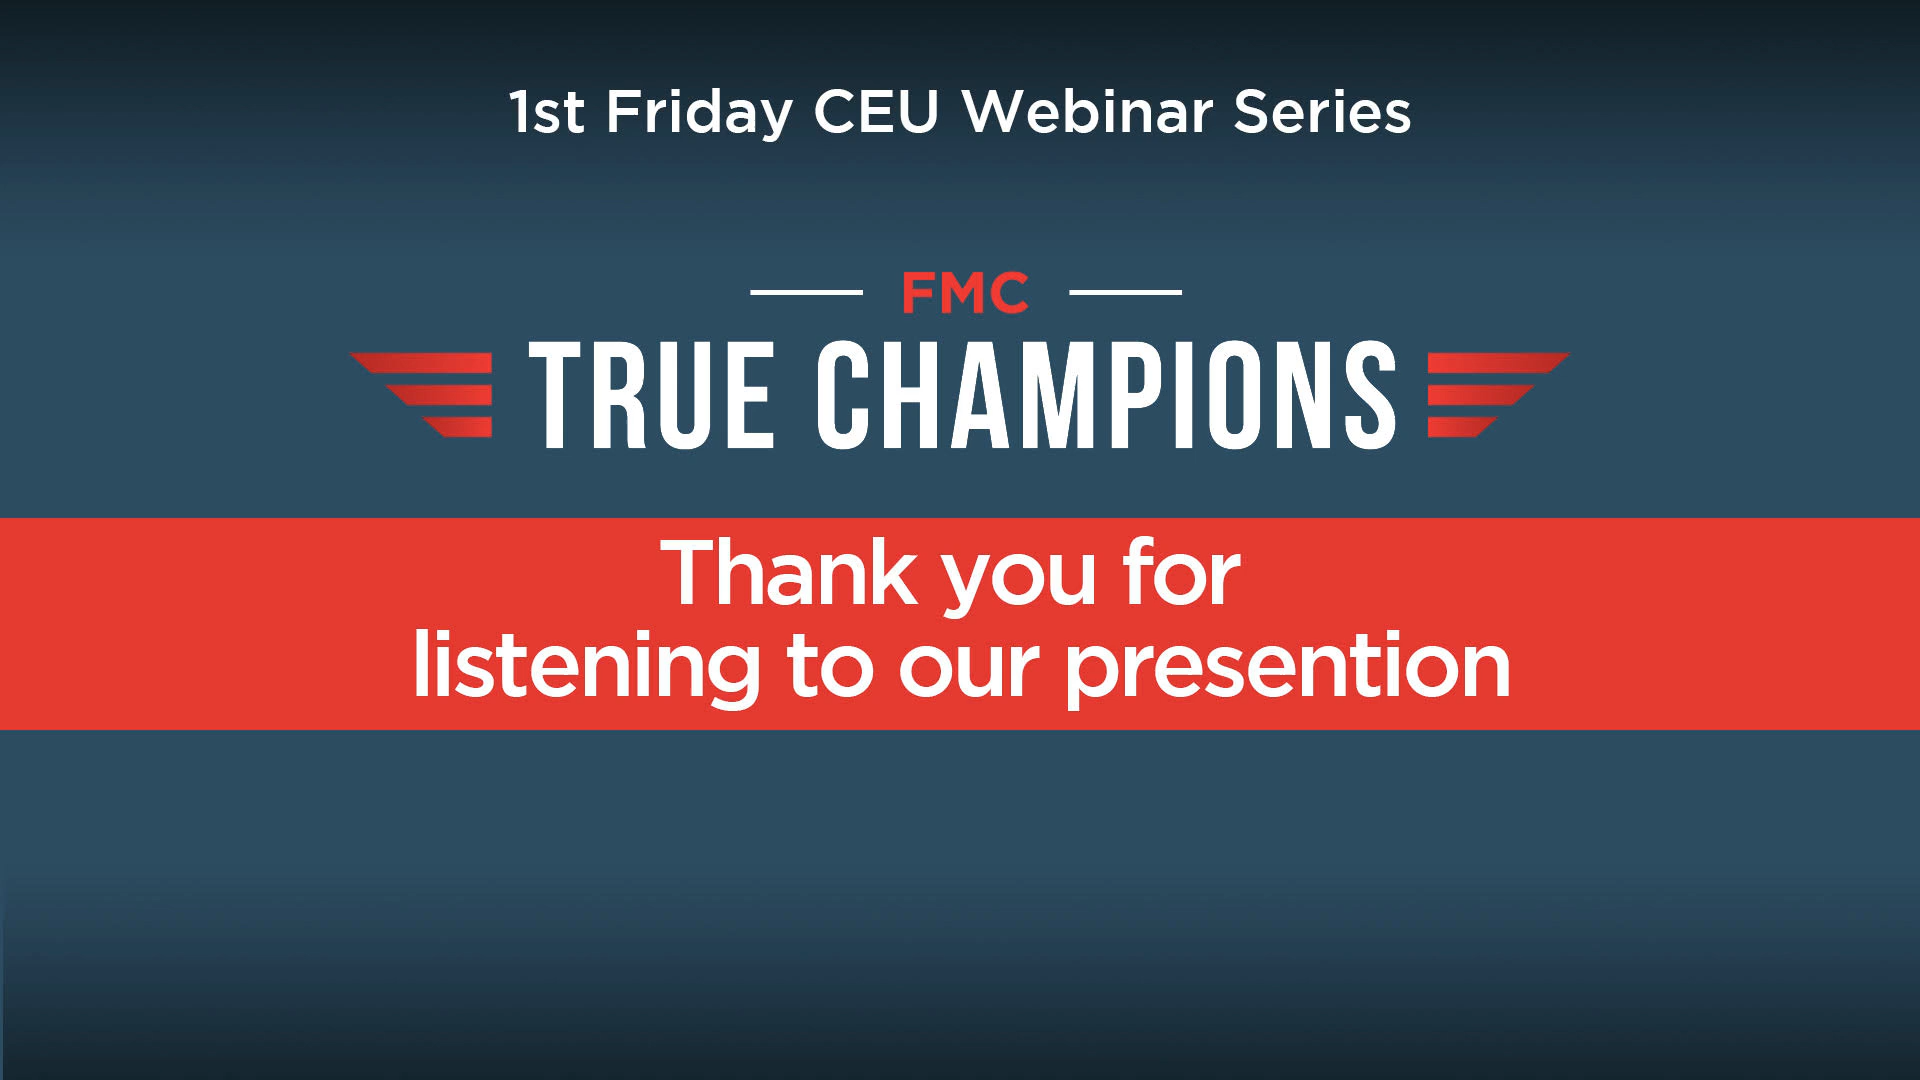 1st Friday CEU Webinar Series
FMC
TRUE CHAMPIONS
Thank you for
listening to our presention